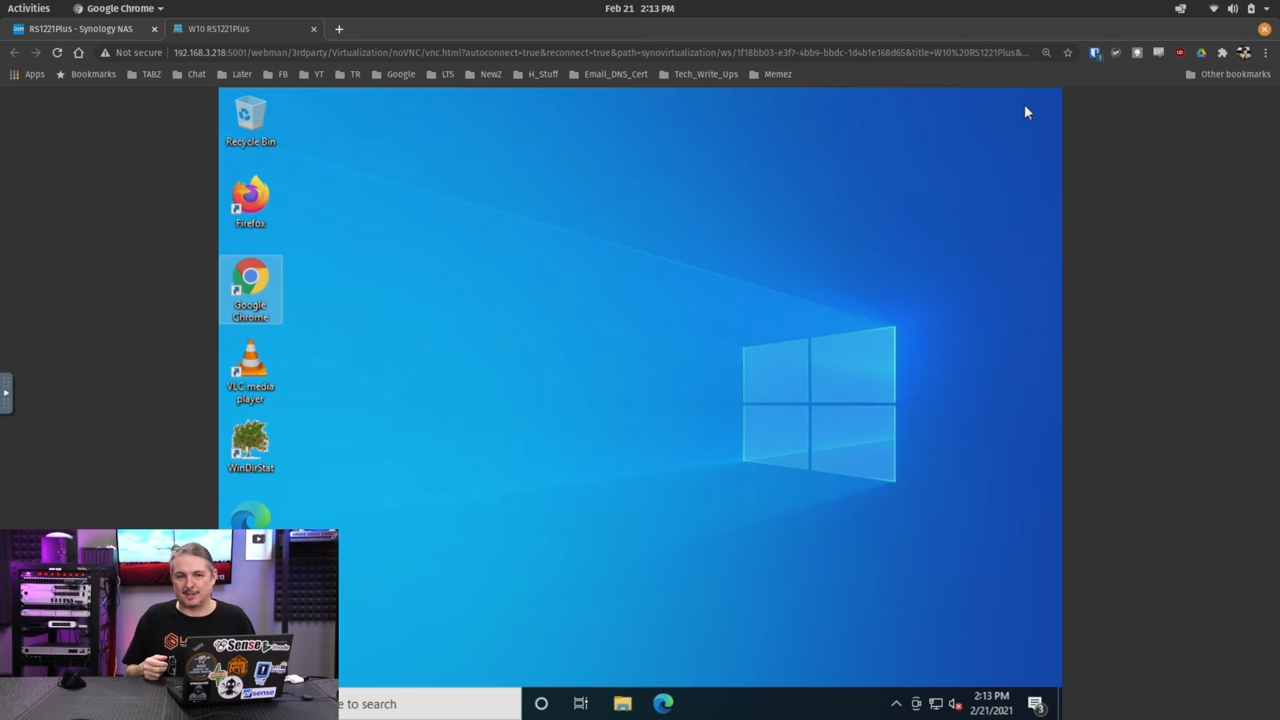 Activities
Google Chrome
Feb 21 2:13 PM
RS1221Plus - Synology NAS
W10 RS1221Plus
Not secure
192.168.3.218:5001/webman/3rdparty/Virtualization/noVNC/vnc.html?autoconnect=true&reconnect=true&path=synovirtualization/ws/1f18bb03-e3f7-4bb9-bbdc-1d4b1e168d65&title=W10%20RS1221Plus&...
Apps
Bookmarks
TABZ
Chat
Later
FB
YT
TR
Google
LTS
NewZ
H_Stuff
Email_DNS_Cert
Tech_Write_Ups
Memez
Other bookmarks
Recycle Bin
Firefox
Google
Chrome
VLC media
player
WinDirStat
Sense
sense
e to search
2:13 PM
2/21/2021
3